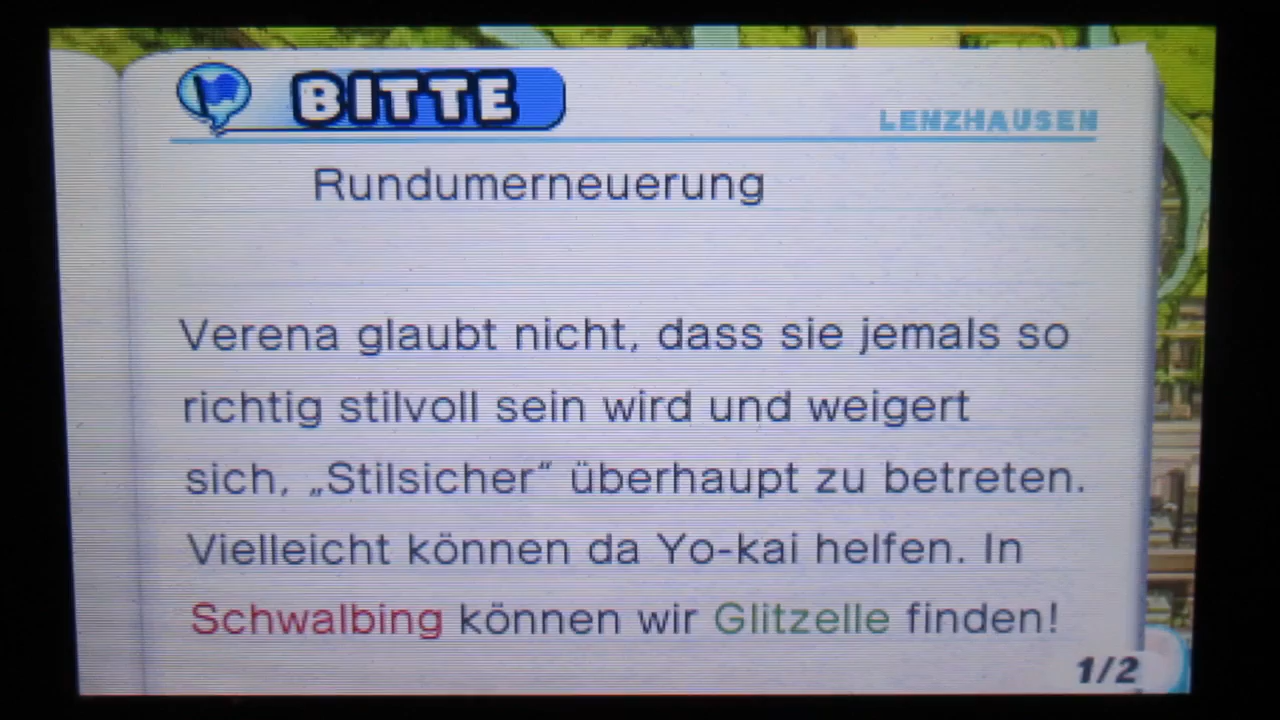 BITTE
LENZHAUSEN
Rundumerneuerung
Verena glaubt nicht, dass sie jemals so
richtig stilvoll sein wird und weigert
sich, „Stilsicher“ überhaupt zu betreten.
Vielleicht können da Yo-kai helfen. In
Schwalbing können wir Glitzelle finden!
1/2